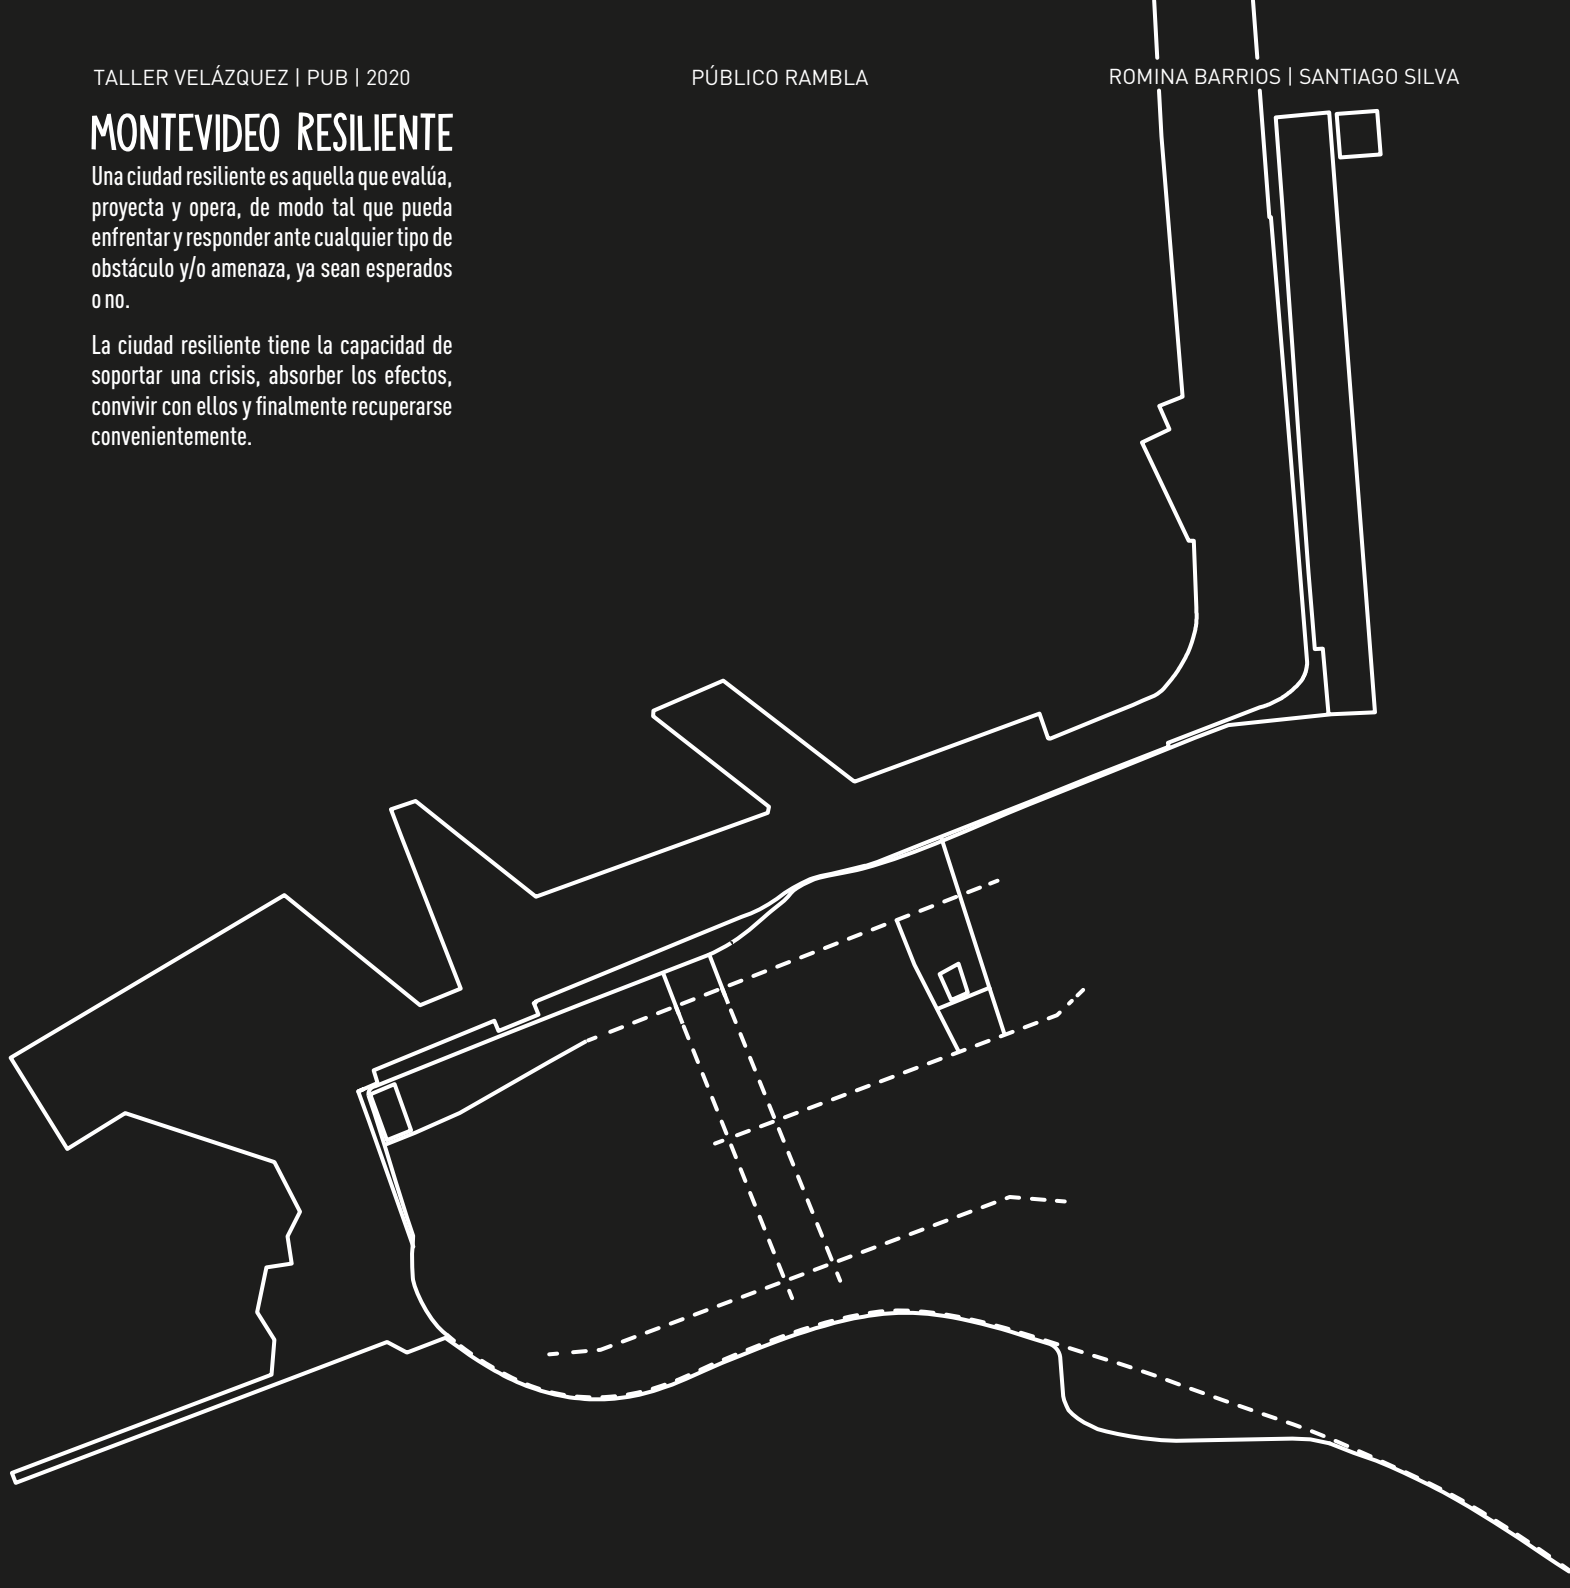 TALLER VELÁZQUEZ | PUB | 2020
PÚBLICO RAMBLA
ROMINA BARRIOS | SANTIAGO SILVA
MONTEVIDEO RESILIENTE
Una ciudad resiliente es aquella que evalúa,
proyecta y opera, de modo tal que pueda
enfrentar y responder ante cualquier tipo de
obstáculo y/o amenaza, ya sean esperados
o no.
La ciudad resiliente tiene la capacidad de
soportar una crisis, absorber los efectos,
convivir con ellos y finalmente recuperarse
convenientemente.